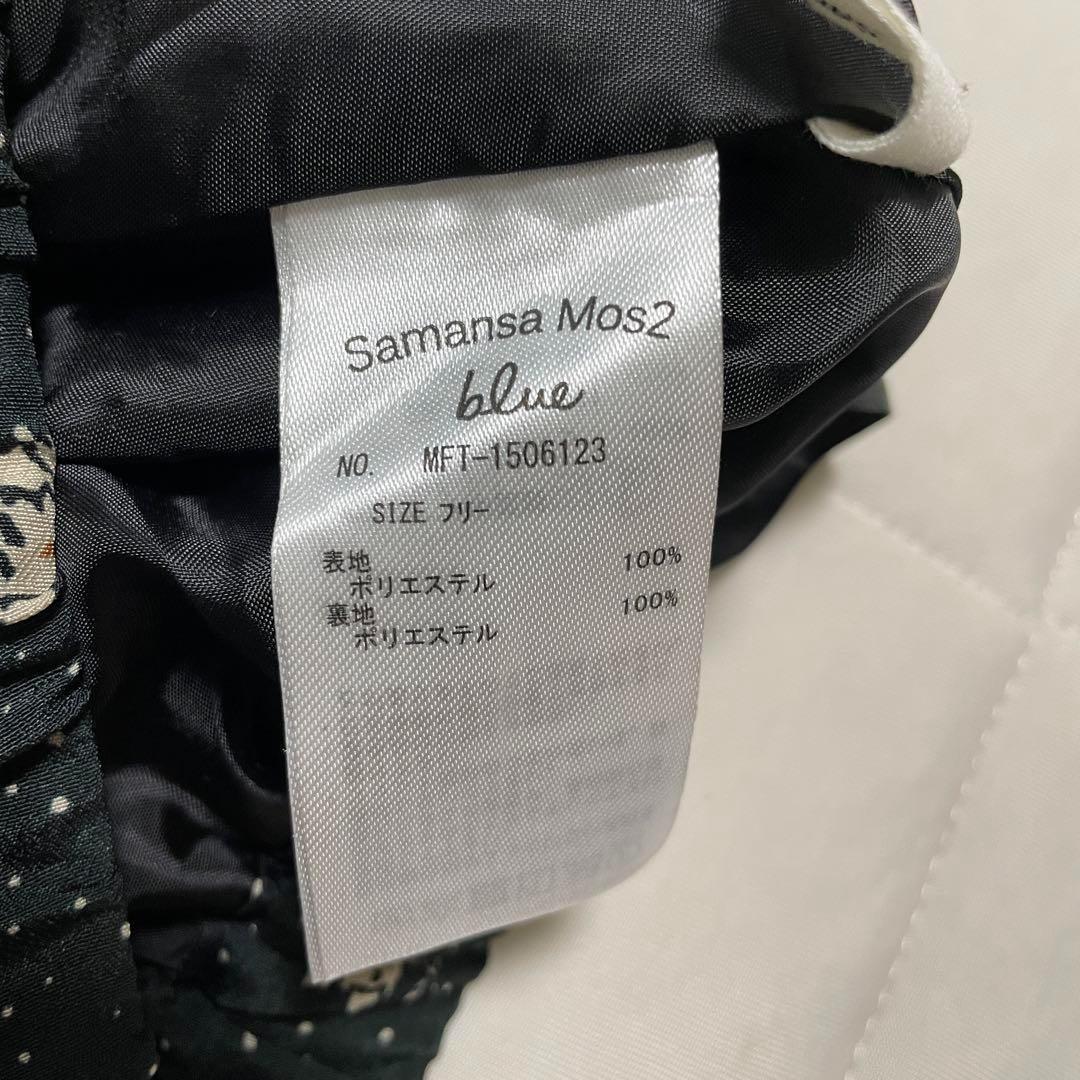 Samansa Mos2
blue
NO. MFT-1506123
SIZE フリー
表地 100%
ポリエステル
裏地 100%
ポリエステル